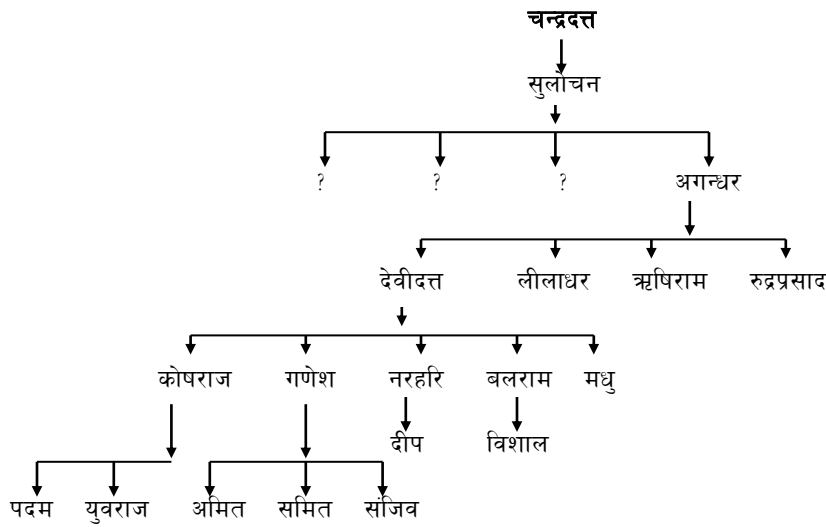 चन्द्रदत्त
सुलोचन
? ? ? अगन्धर
देवीदत्त लीलाधर ऋषिराम रुद्रप्रसाद
कोषराज गणेश नरहरि बलराम मधु
दीप विशाल
पदम युवराज अमित समित संजिव